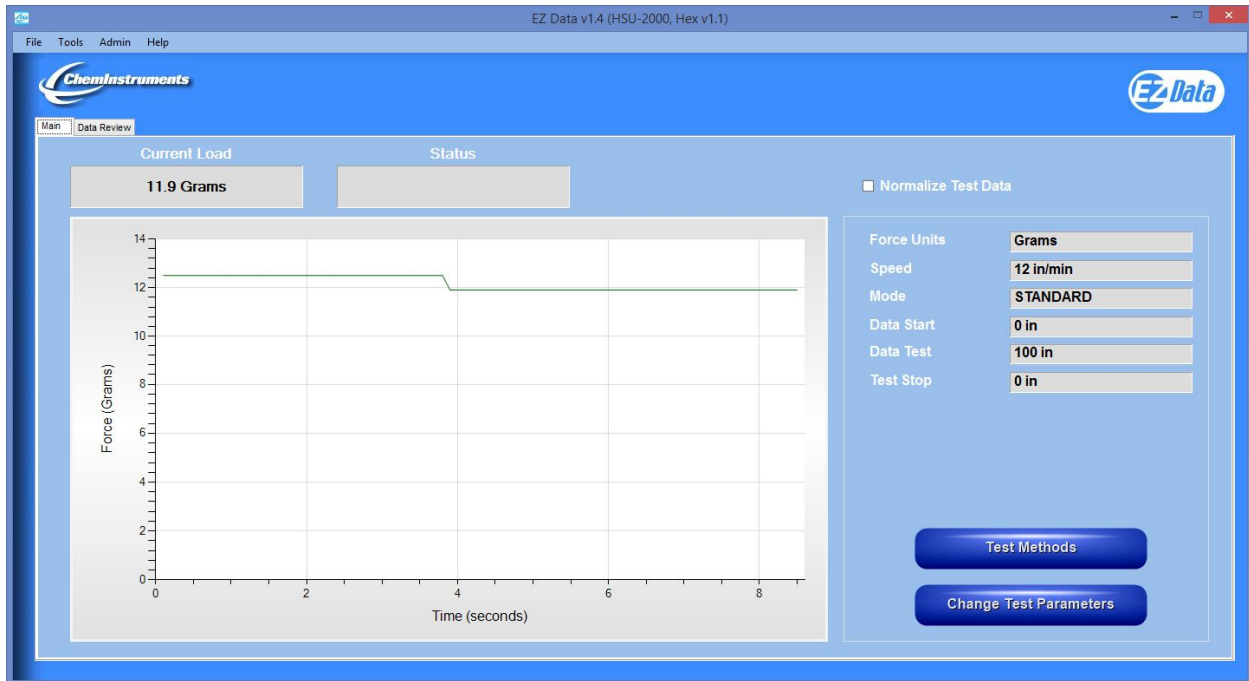 EZ Data v1.4 (HSU-2000, Hex v1.1)
File Tools Admin Help
ChemInstruments
EZ Data
Main Data Review
Current Load Status
11.9 Grams
Normalize Test Data
Force Units Grams
Speed 12 in/min
Mode STANDARD
Data Start 0 in
Data Test 100 in
Test Stop 0 in
14
12
10
8
6
4
2
0
Force (Grams)
0 2 4 6 8
Time (seconds)
Test Methods
Change Test Parameters